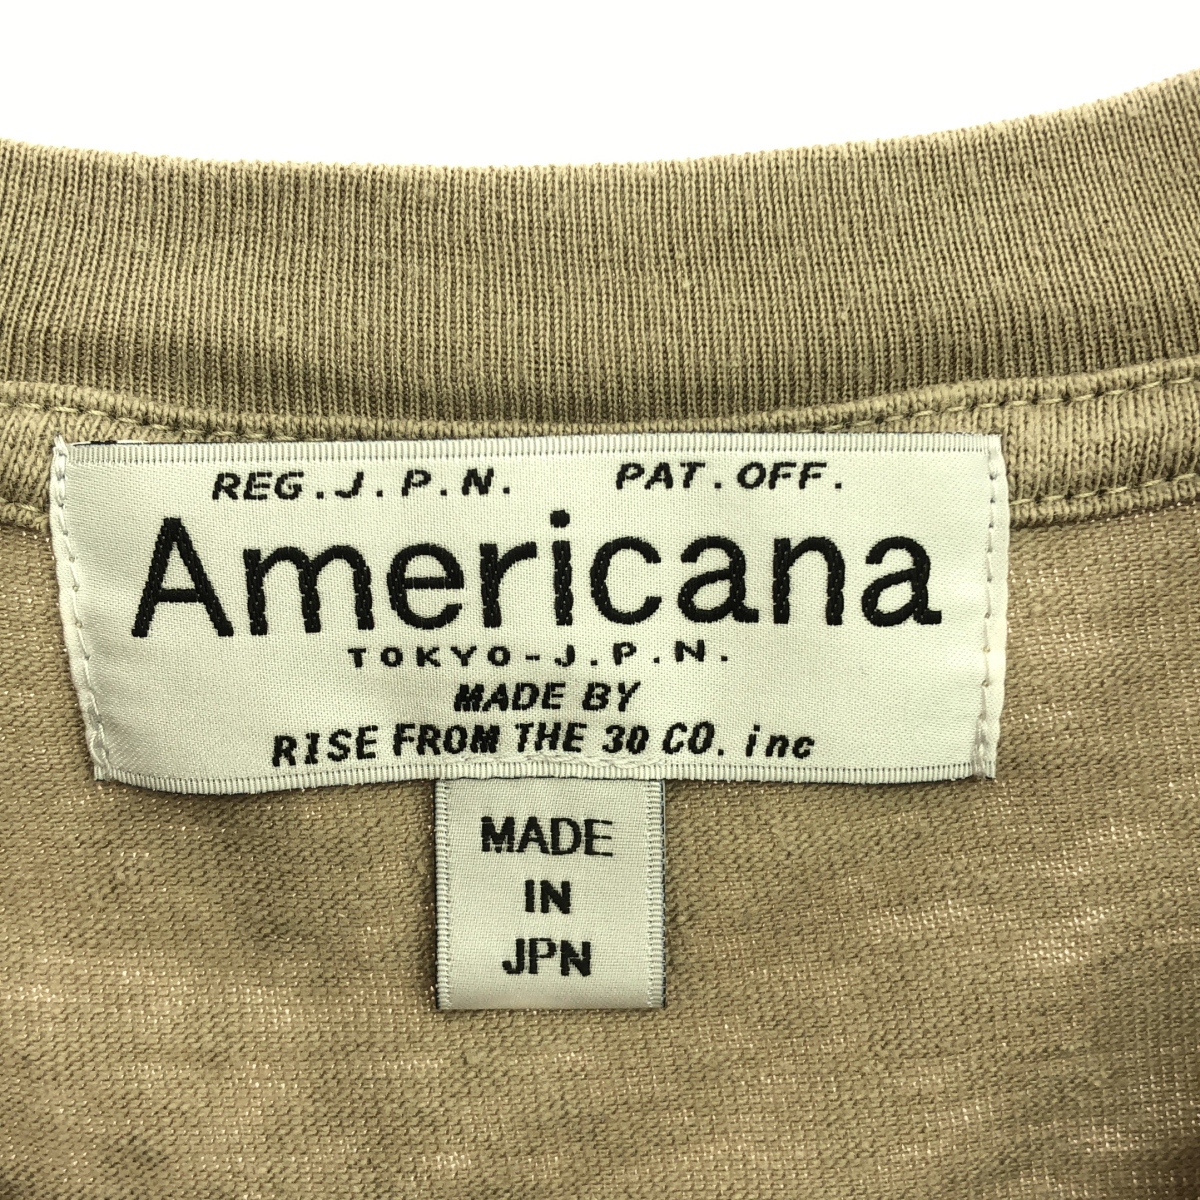 REG.J.P.N. PAT.OFF.
Americana
TOKYO-J.P.N.
MADE BY
RISE FROM THE 30 CO. inc
MADE
IN
JPN